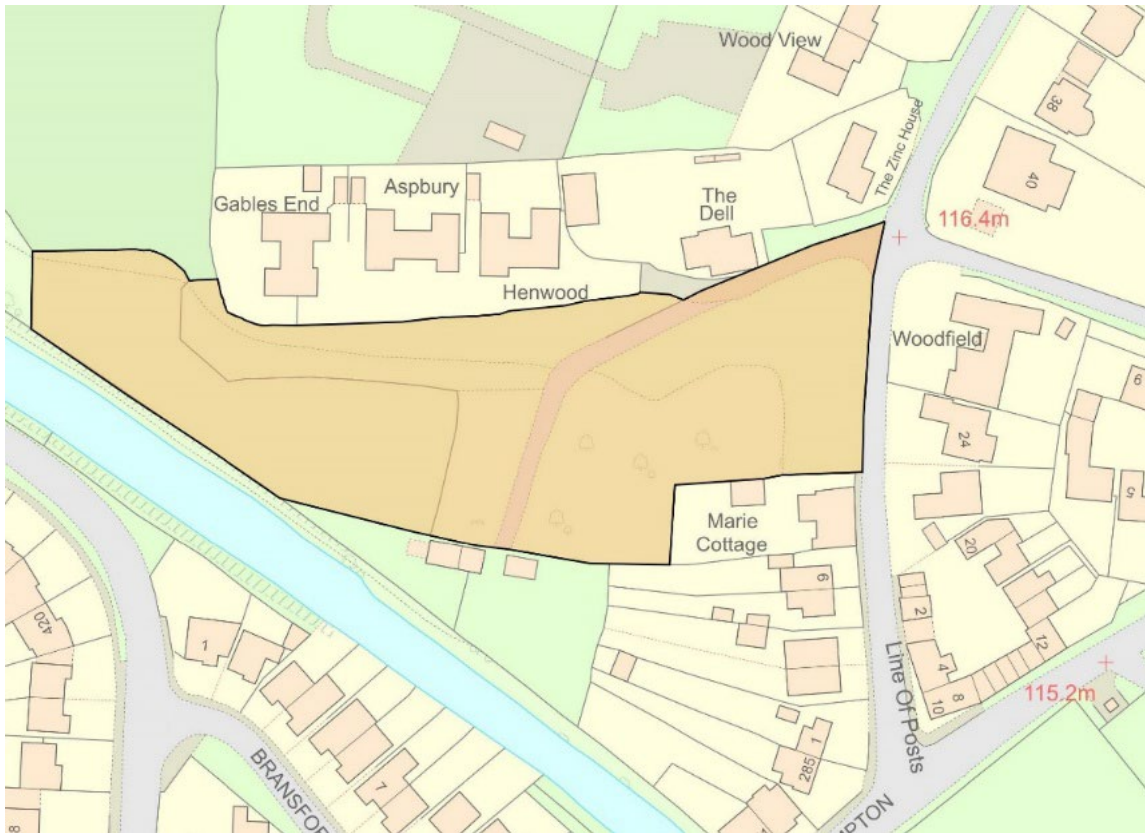 Wood View
38
The Zinc House
40
Aspbury
The
Dell
Gables End
116.4m
Henwood
Woodfield
9
24
5
Marie
Cottage
20
6
2
12
420
1
4
Line Of Posts
8
10
115.2m
1
285
7
BRANSFOR
PTON
8